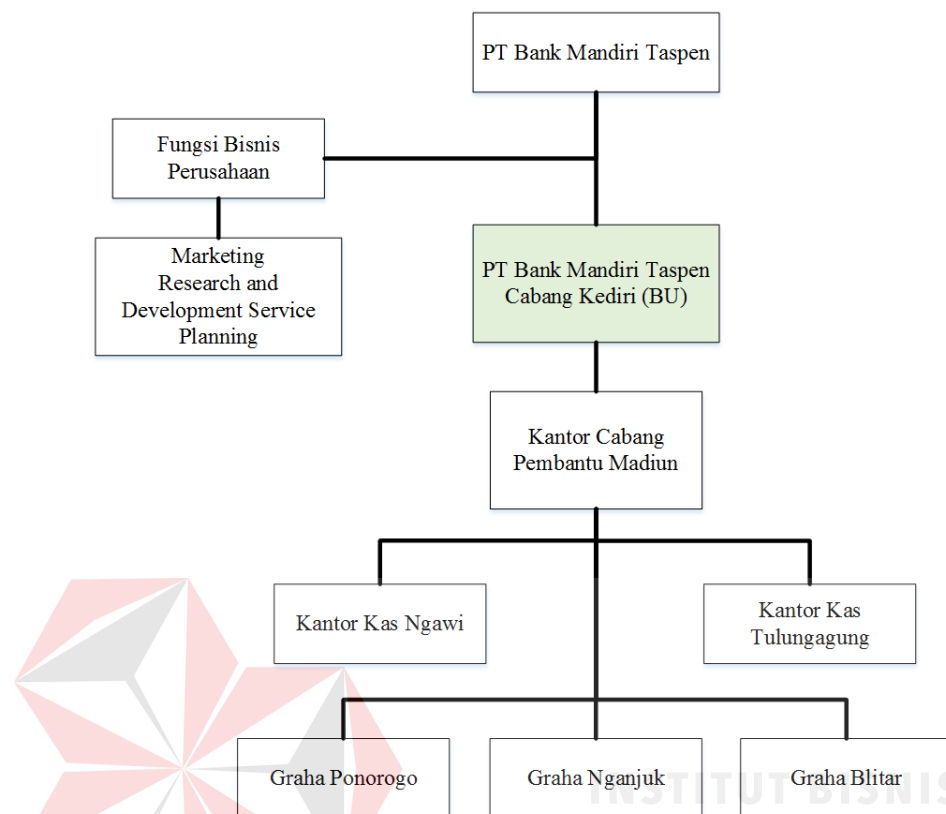 PT Bank Mandiri Taspen
Fungsi Bisnis
Perusahaan
Marketing
Research and
Development Service
Planning
PT Bank Mandiri Taspen
Cabang Kediri (BU)
Kantor Cabang
Pembantu Madiun
Kantor Kas Ngawi
Kantor Kas
Tulungagung
Graha Ponorogo
Graha Nganjuk
Graha Blitar
INSTITUT BISNIS